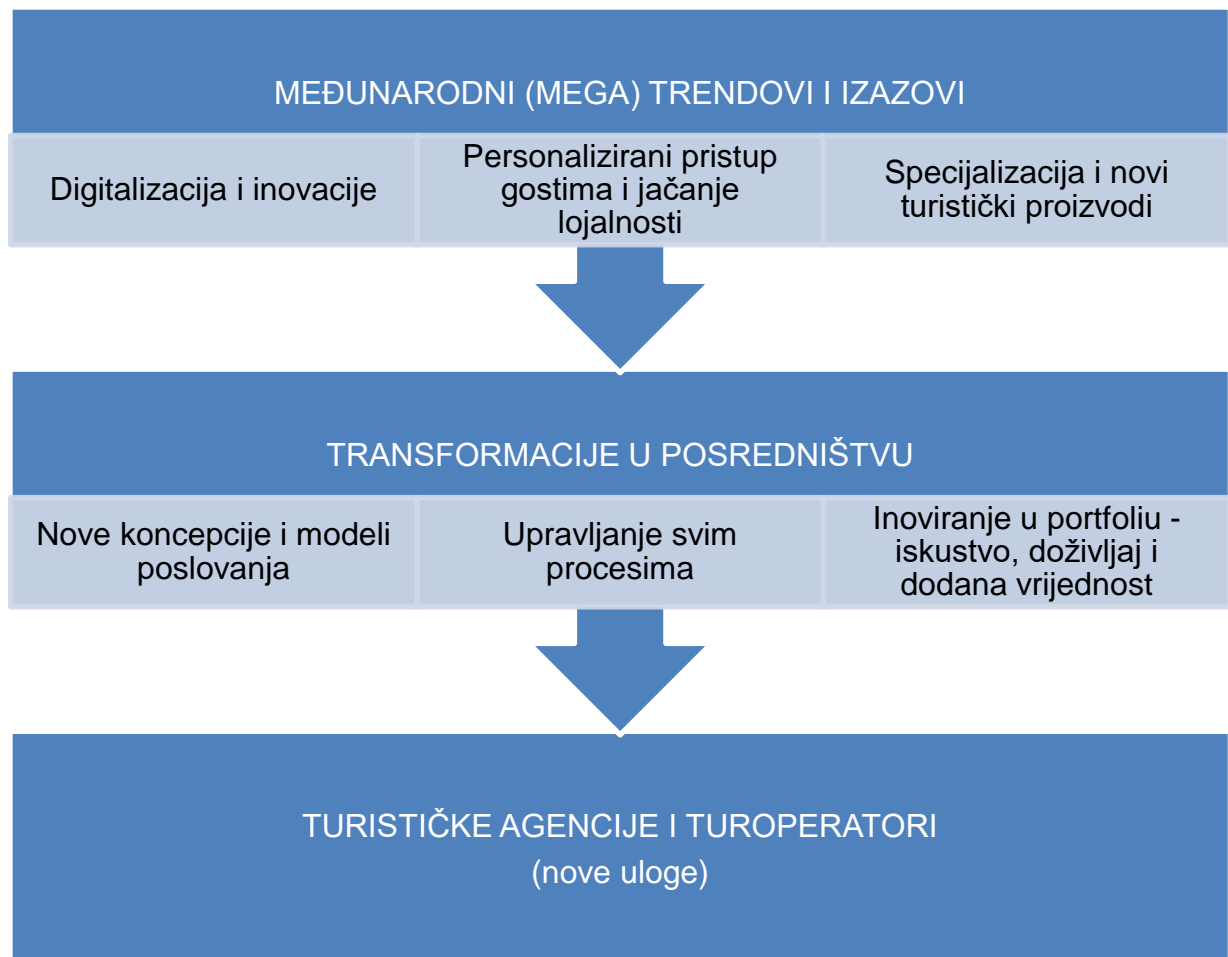 MEĐUNARODNI (MEGA) TRENDOVI I IZAZOVI
Digitalizacija i inovacije
Personalizirani pristup
gostima i jačanje
lojalnosti
Specijalizacija i novi
turistički proizvodi
TRANSFORMACIJE U POSREDNIŠTVU
Nove koncepcije i modeli
poslovanja
Upravljanje svim
procesima
Inoviranje u portfoliu -
iskustvo, doživljaj i
dodana vrijednost
TURISTIČKE AGENCIJE I TUROPERATORI
(nove uloge)